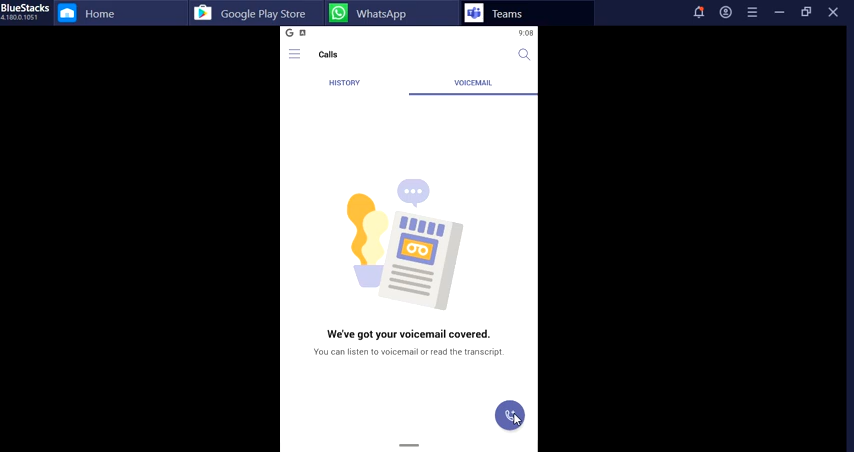 BlueStacks
4.180.0.1051
Home
Google Play Store
WhatsApp
Teams
9:08
Calls
HISTORY
VOICEMAIL
We've got your voicemail covered.
You can listen to voicemail or read the transcript.